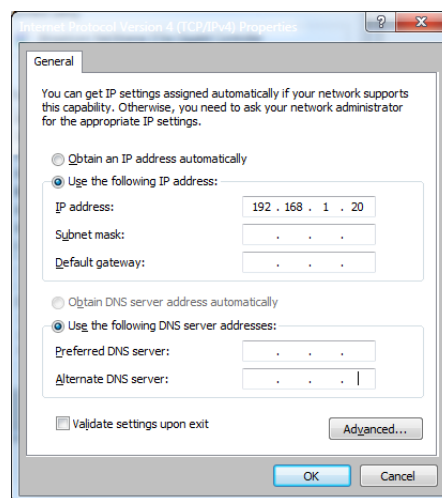 Internet Protocol Version 4 (TCP/IPv4) Properties
General
You can get IP settings assigned automatically if your network supports
this capability. Otherwise, you need to ask your network administrator
for the appropriate IP settings.
Obtain an IP address automatically
Use the following IP address:
IP address: 192 . 168 . 1 . 20
Subnet mask: . . .
Default gateway: . . .
Obtain DNS server address automatically
Use the following DNS server addresses:
Preferred DNS server: . . .
Alternate DNS server: . . .
Validate settings upon exit
Advanced...
OK Cancel